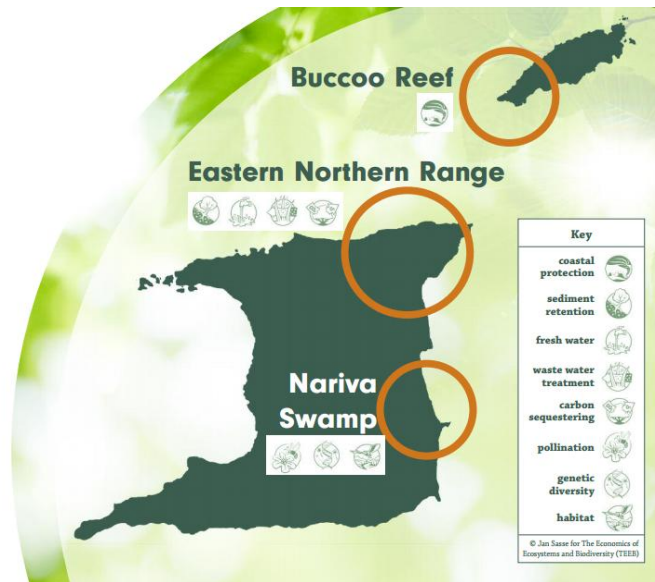 Buccoo Reef
Eastern Northern Range
Nariva
Swamp
Key
coastal
protection
sediment
retention
fresh water
waste water
treatment
carbon
sequestering
pollination
genetic
diversity
habitat
© Jan Sasse for The Economics of
Ecosystems and Biodiversity (TEEB)